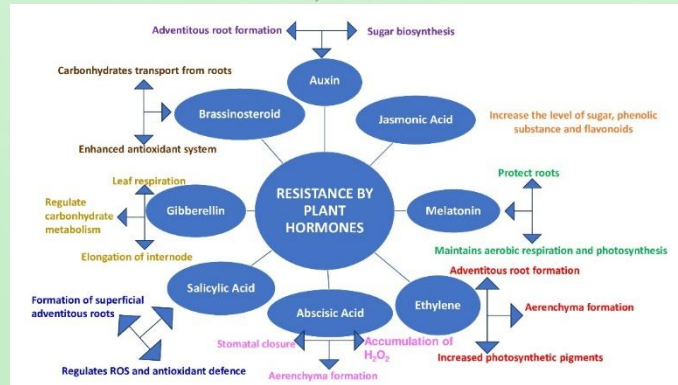 Adventitous root formation
Sugar biosynthesis
Auxin
Carbonhydrates transport from roots
Brassinosteroid
Enhanced antioxidant system
Jasmonic Acid
Increase the level of sugar, phenolic
substance and flavonoids
RESISTANCE BY
PLANT
HORMONES
Leaf respiration
Regulate
carbonhydrate
metabolism
Gibberellin
Elongation of internode
Protect roots
Melatonin
Maintains aerobic respiration and photosynthesis
Salicylic Acid
Formation of superficial
adventitous roots
Regulates ROS and antioxidant defence
Abscisic Acid
Stomatal closure
Accumulation of
H₂O₂
Aerenchyma formation
Ethylene
Adventitous root formation
Aerenchyma formation
Increased photosynthetic pigments